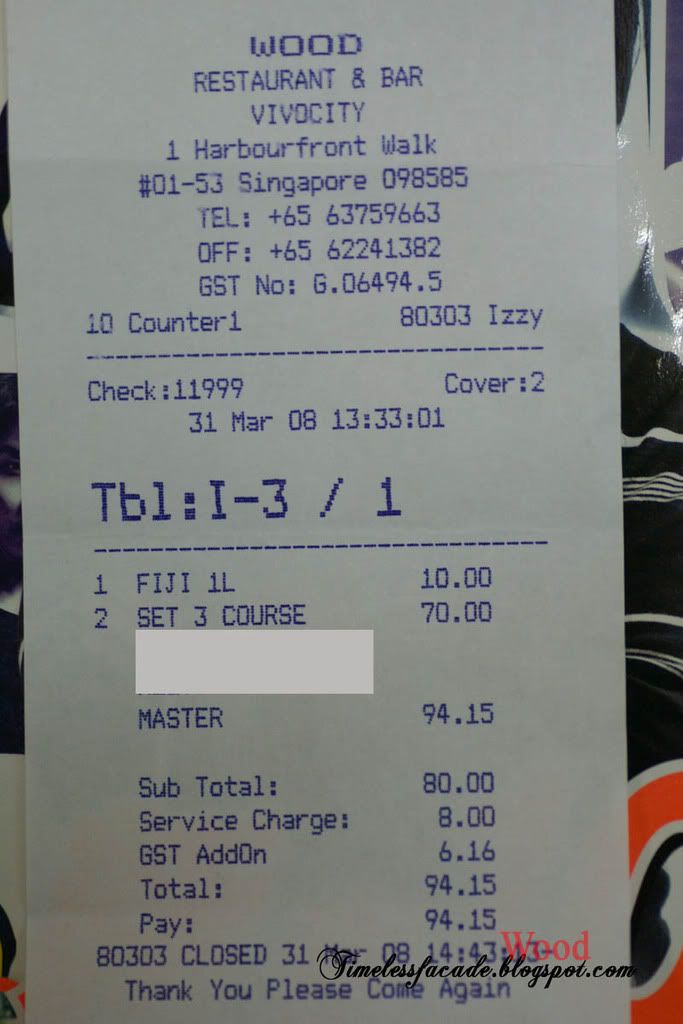 WOOD
RESTAURANT & BAR
VIVOCITY
1 Harbourfront Walk
#01-53 Singapore 098585
TEL: +65 63759663
OFF: +65 62241382
GST No: G.06494.5
10 Counter1 80303 Izzy
Check:11999 Cover:2
31 Mar 08 13:33:01
Tbl:I-3 / 1
1 FIJI 1L 10.00
2 SET 3 COURSE 70.00
MASTER 94.15
Sub Total: 80.00
Service Charge: 8.00
GST AddOn 6.16
Total: 94.15
Pay: 94.15
80303 CLOSED 31 Mar 08 14:43
Wood
Timelessfacade.blogspot.com
Thank You Please Come Again